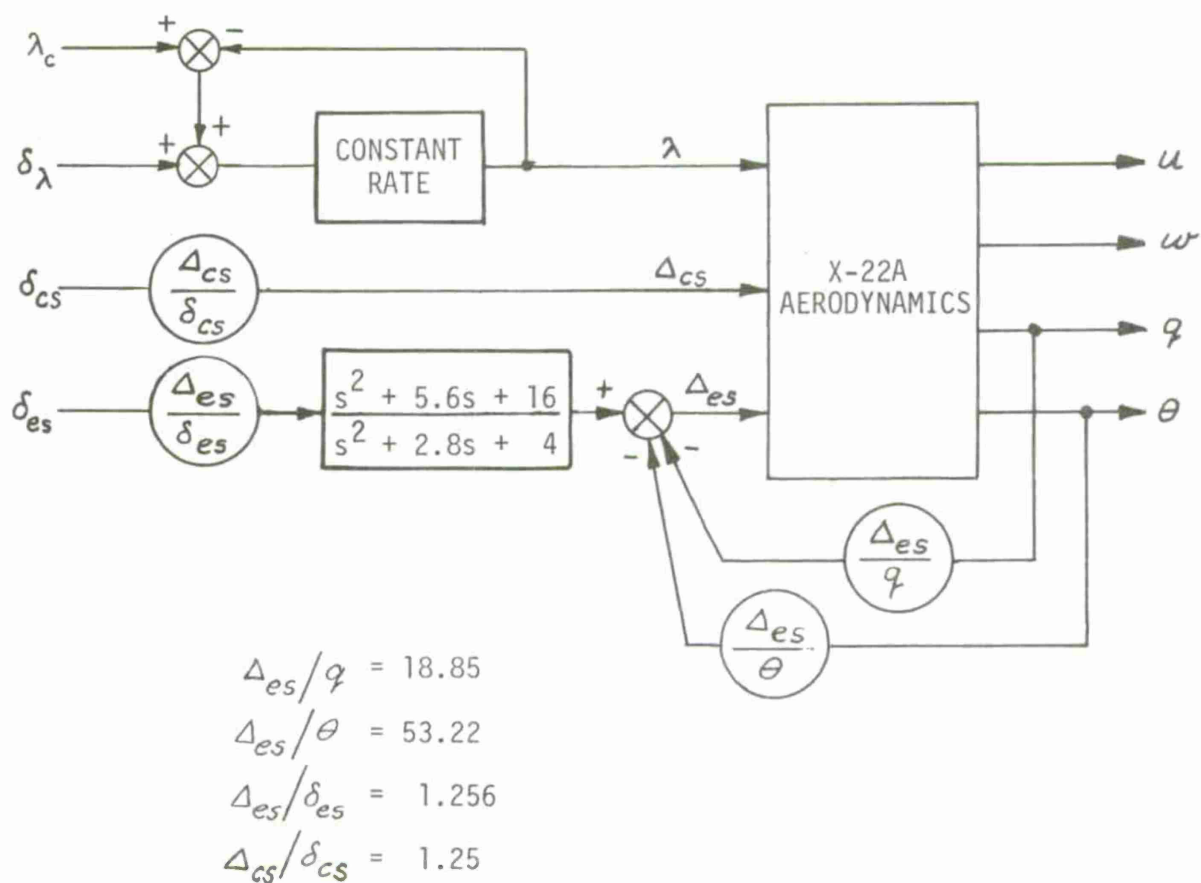 + -
λc
+
+
δλ
CONSTANT
RATE
λ
u
w
Δcs
δcs
δcs
Δcs
X-22A
AERODYNAMICS
q
Δes
δes
δes
s² + 5.6s + 16
s² + 2.8s + 4
+
Δes
- -
θ
Δes
q
Δes
θ
Δes/q = 18.85
Δes/θ = 53.22
Δes/δes = 1.256
Δcs/δcs = 1.25